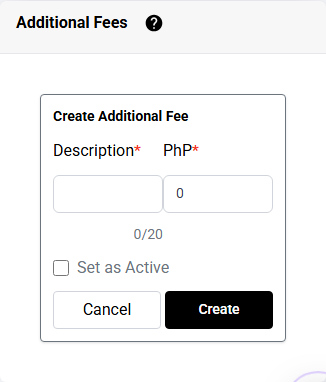 Additional Fees ?
Create Additional Fee
Description* PhP*
0
0/20
Set as Active
Cancel Create